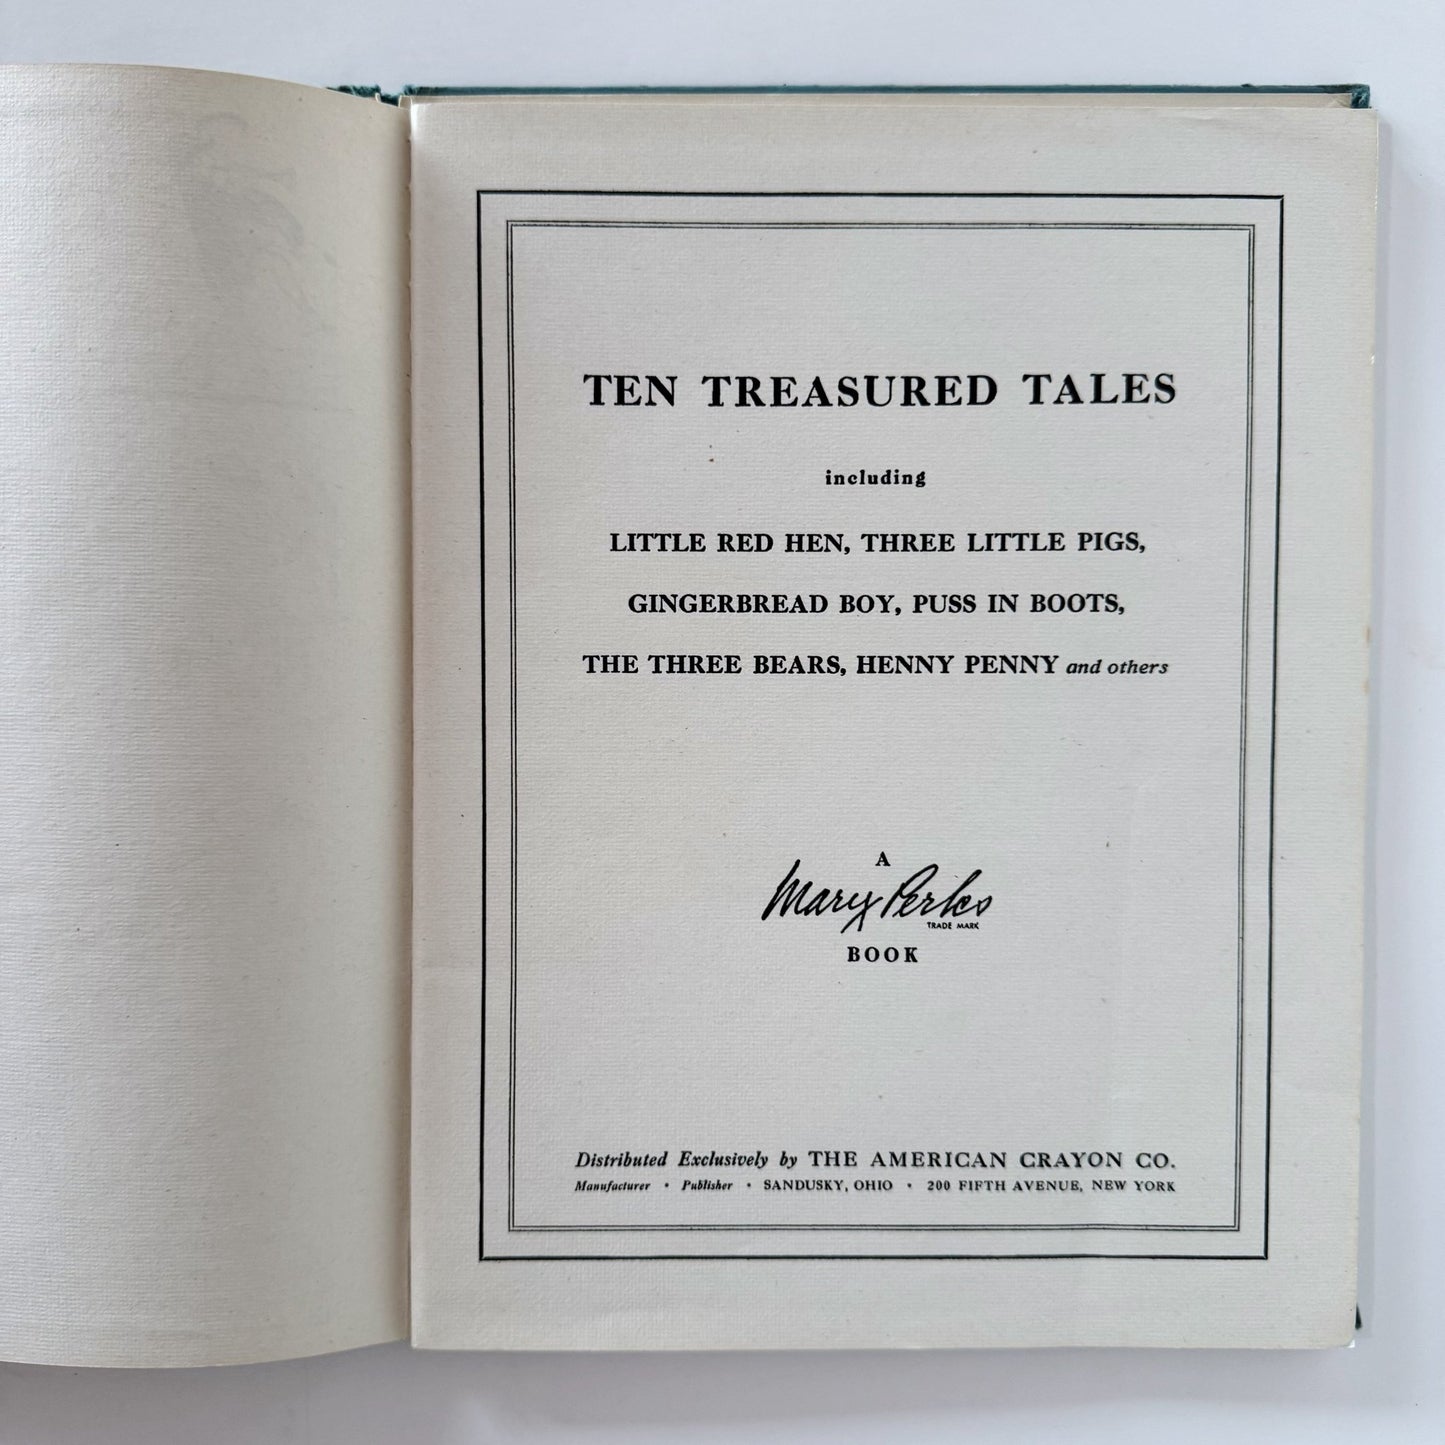 TEN TREASURED TALES
including
LITTLE RED HEN, THREE LITTLE PIGS,
GINGERBREAD BOY, PUSS IN BOOTS,
THE THREE BEARS, HENNY PENNY and others
A
Mary Perks
TRADE MARK
BOOK
Distributed Exclusively by THE AMERICAN CRAYON CO.
Manufacturer • Publisher • SANDUSKY, OHIO • 200 FIFTH AVENUE, NEW YORK